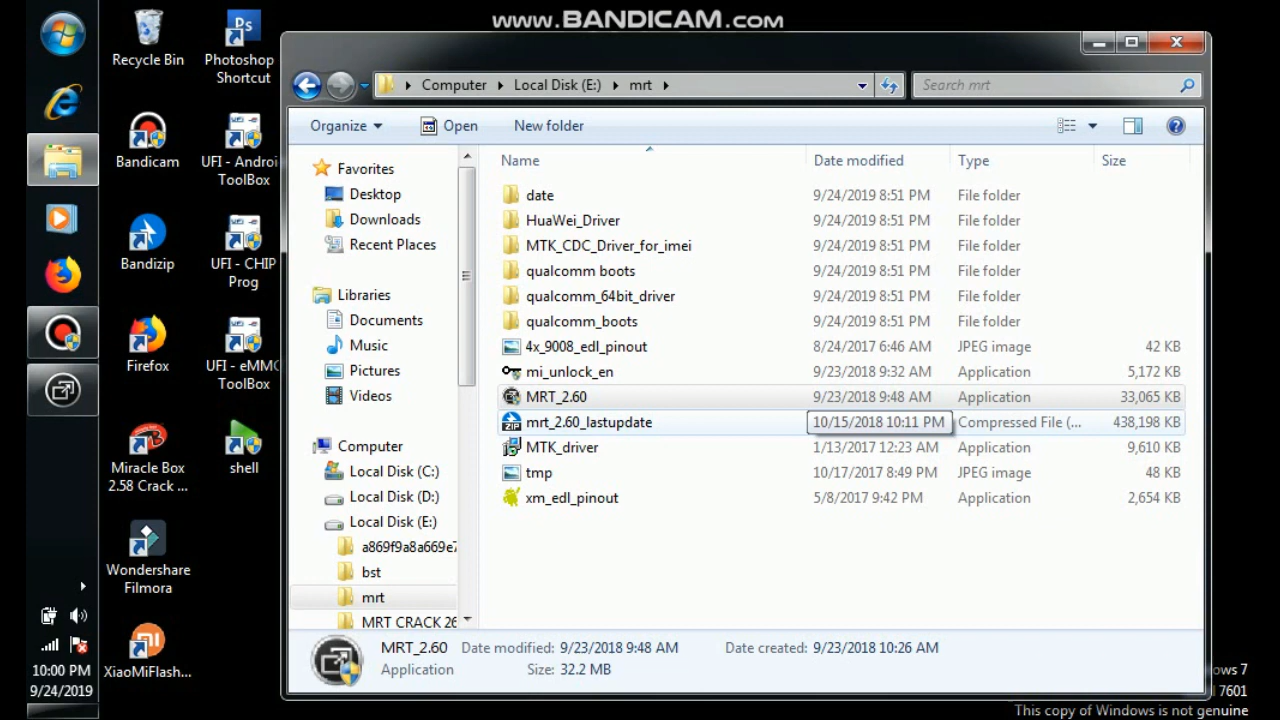 www.BANDICAM.com
Recycle Bin
Photoshop
Shortcut
Bandicam
UFI - Androi
ToolBox
Bandizip
UFI - CHIP
Prog
Firefox
UFI - eMMC
ToolBox
Miracle Box
2.58 Crack ...
shell
Wondershare
Filmora
XiaoMiFlash...
10:00 PM
9/24/2019
Computer Local Disk (E:) mrt
Search mrt
Organize Open New folder
Favorites
Desktop
Downloads
Recent Places
Libraries
Documents
Music
Pictures
Videos
Computer
Local Disk (C:)
Local Disk (D:)
Local Disk (E:)
a869f9a8a669e7
bst
mrt
MRT CRACK 26
Name Date modified Type Size
date 9/24/2019 8:51 PM File folder
HuaWei_Driver 9/24/2019 8:51 PM File folder
MTK_CDC_Driver_for_imei 9/24/2019 8:51 PM File folder
qualcomm boots 9/24/2019 8:51 PM File folder
qualcomm_64bit_driver 9/24/2019 8:51 PM File folder
qualcomm_boots 9/24/2019 8:51 PM File folder
4x_9008_edl_pinout 8/24/2017 6:46 AM JPEG image 42 KB
mi_unlock_en 9/23/2018 9:32 AM Application 5,172 KB
MRT_2.60 9/23/2018 9:48 AM Application 33,065 KB
mrt_2.60_lastupdate 10/15/2018 10:11 PM Compressed File (... 438,198 KB
MTK_driver 1/13/2017 12:23 AM Application 9,610 KB
tmp 10/17/2017 8:49 PM JPEG image 48 KB
xm_edl_pinout 5/8/2017 9:42 PM Application 2,654 KB
MRT_2.60 Date modified: 9/23/2018 9:48 AM Date created: 9/23/2018 10:26 AM
Application Size: 32.2 MB
ows 7
7601
This copy of Windows is not genuine